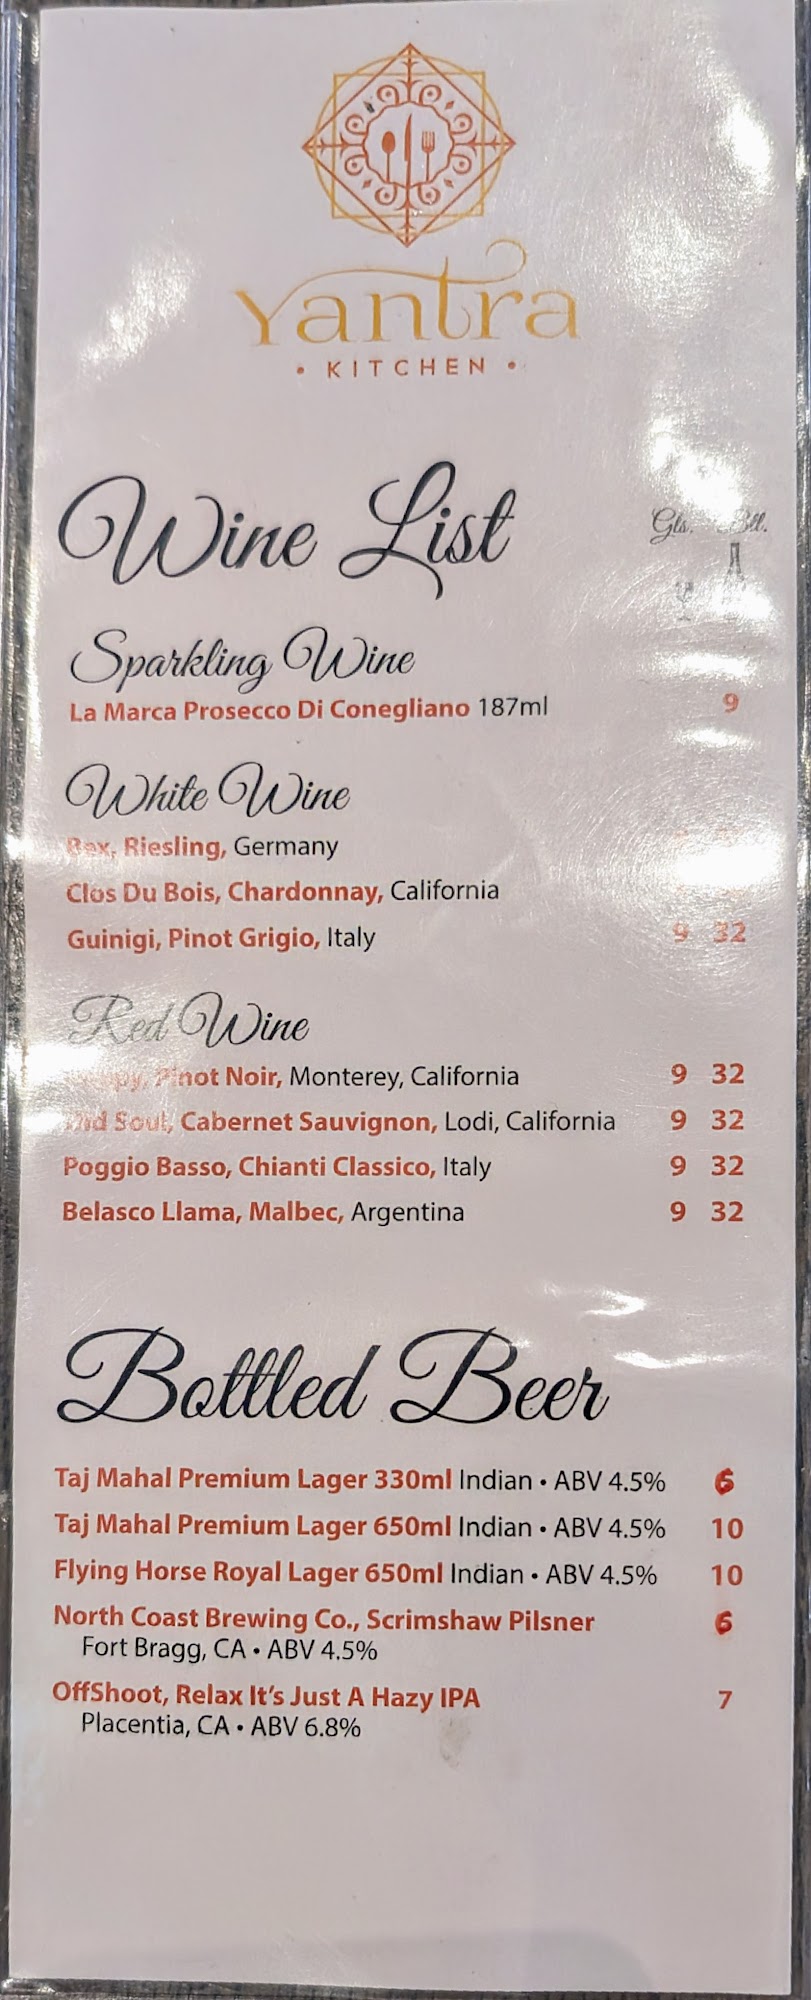 Yantra
• KITCHEN •
Wine List
Gls. Btl.
Sparkling Wine
La Marca Prosecco Di Conegliano 187ml 9
White Wine
Rex, Riesling, Germany
Clos Du Bois, Chardonnay, California
Guinigi, Pinot Grigio, Italy 9 32
Red Wine
Pinot Noir, Monterey, California 9 32
Soul, Cabernet Sauvignon, Lodi, California 9 32
Poggio Basso, Chianti Classico, Italy 9 32
Belasco Llama, Malbec, Argentina 9 32
Bottled Beer
Taj Mahal Premium Lager 330ml Indian • ABV 4.5% 6
Taj Mahal Premium Lager 650ml Indian • ABV 4.5% 10
Flying Horse Royal Lager 650ml Indian • ABV 4.5% 10
North Coast Brewing Co., Scrimshaw Pilsner 6
Fort Bragg, CA • ABV 4.5%
OffShoot, Relax It's Just A Hazy IPA 7
Placentia, CA • ABV 6.8%